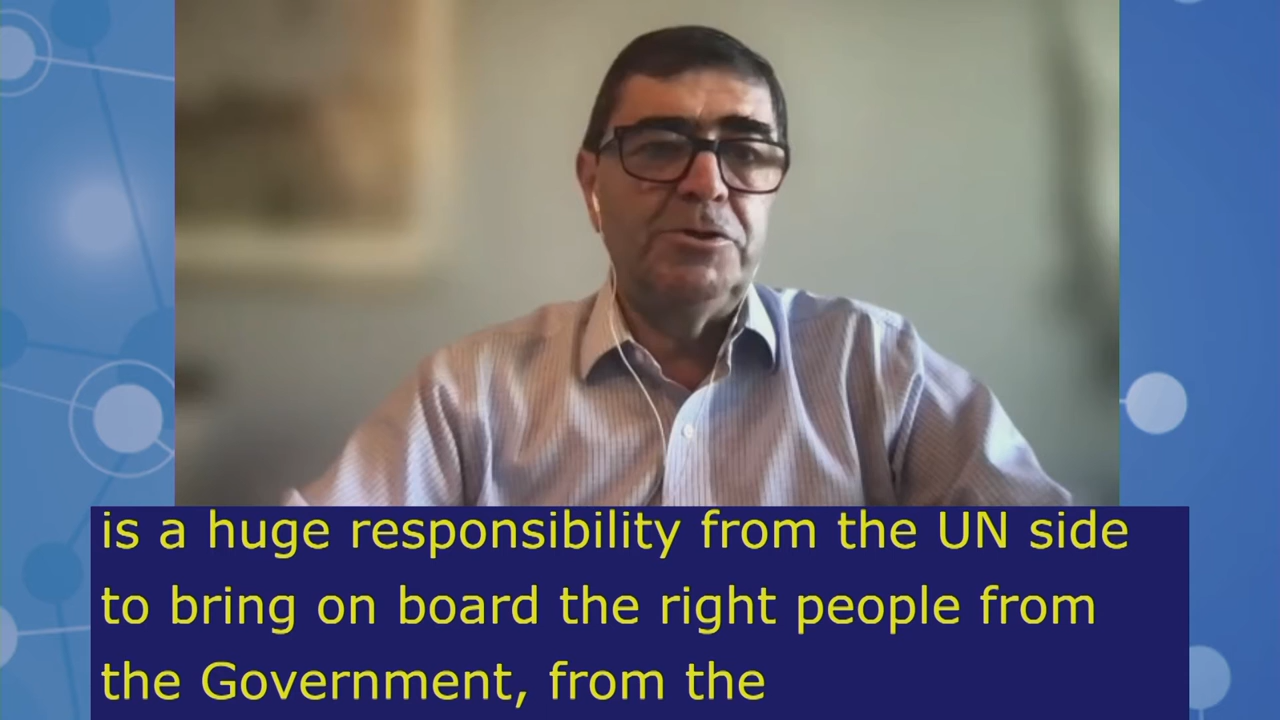 is a huge responsibility from the UN side
to bring on board the right people from
the Government, from the